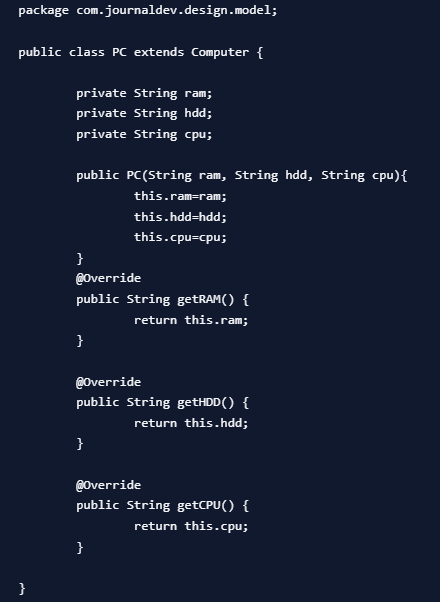 package com.journaldev.design.model;
public class PC extends Computer {
private String ram;
private String hdd;
private String cpu;
public PC(String ram, String hdd, String cpu){
this.ram=ram;
this.hdd=hdd;
this.cpu=cpu;
}
@Override
public String getRAM() {
return this.ram;
}
@Override
public String getHDD() {
return this.hdd;
}
@Override
public String getCPU() {
return this.cpu;
}
}